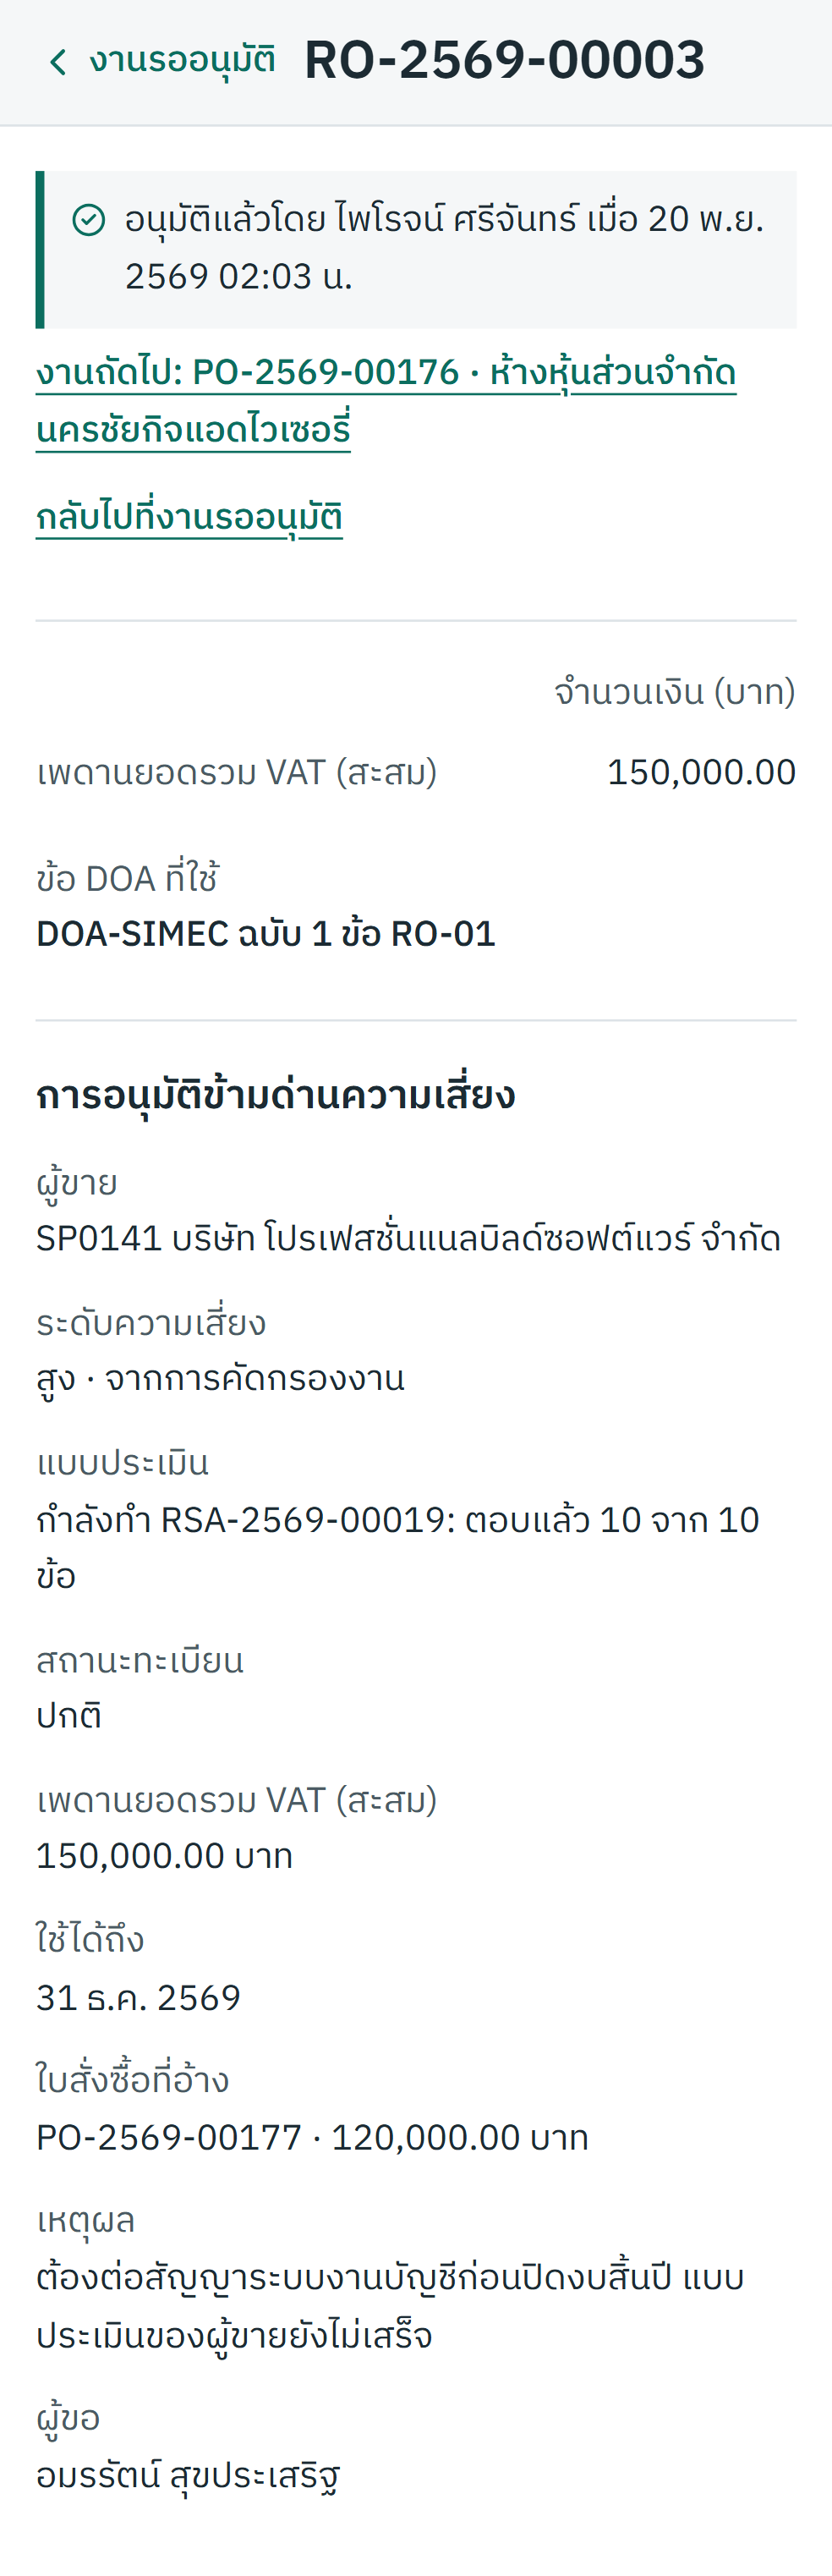 งานรออนุมัติ RO-2569-00003
อนุมัติแล้วโดย ไพโรจน์ ศรีจันทร์ เมื่อ 20 พ.ย.
2569 02:03 น.
งานถัดไป: PO-2569-00176 · ห้างหุ้นส่วนจำกัด
นครชัยกิจแอดไวเซอรี่
กลับไปที่งานรออนุมัติ
จำนวนเงิน (บาท)
เพดานยอดรวม VAT (สะสม) 150,000.00
ข้อ DOA ที่ใช้
DOA-SIMEC ฉบับ 1 ข้อ RO-01
การอนุมัติข้ามด่านความเสี่ยง
ผู้ขาย
SP0141 บริษัท โปรเฟสชั่นแนลบิลด์ซอฟต์แวร์ จำกัด
ระดับความเสี่ยง
สูง · จากการคัดกรองงาน
แบบประเมิน
กำลังทำ RSA-2569-00019: ตอบแล้ว 10 จาก 10
ข้อ
สถานะทะเบียน
ปกติ
เพดานยอดรวม VAT (สะสม)
150,000.00 บาท
ใช้ได้ถึง
31 ธ.ค. 2569
ใบสั่งซื้อที่อ้าง
PO-2569-00177 · 120,000.00 บาท
เหตุผล
ต้องต่อสัญญาระบบงานบัญชีก่อนปิดงบสิ้นปี แบบ
ประเมินของผู้ขายยังไม่เสร็จ
ผู้ขอ
อมรรัตน์ สุขประเสริฐ